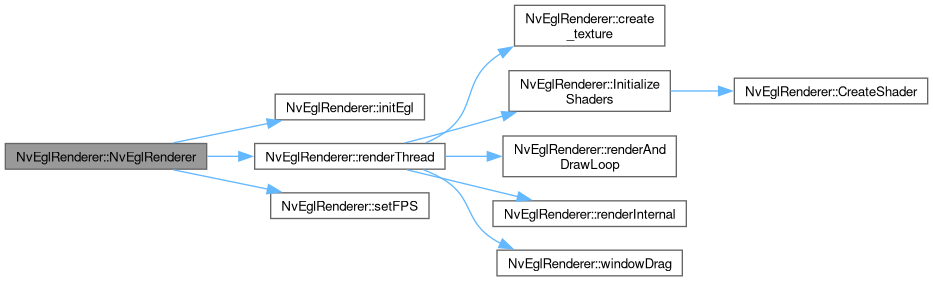 NvEglRenderer::NvEglRenderer
NvEglRenderer::initEgl
NvEglRenderer::renderThread
NvEglRenderer::setFPS
NvEglRenderer::create
_texture
NvEglRenderer::Initialize
Shaders
NvEglRenderer::renderAnd
DrawLoop
NvEglRenderer::renderInternal
NvEglRenderer::windowDrag
NvEglRenderer::CreateShader